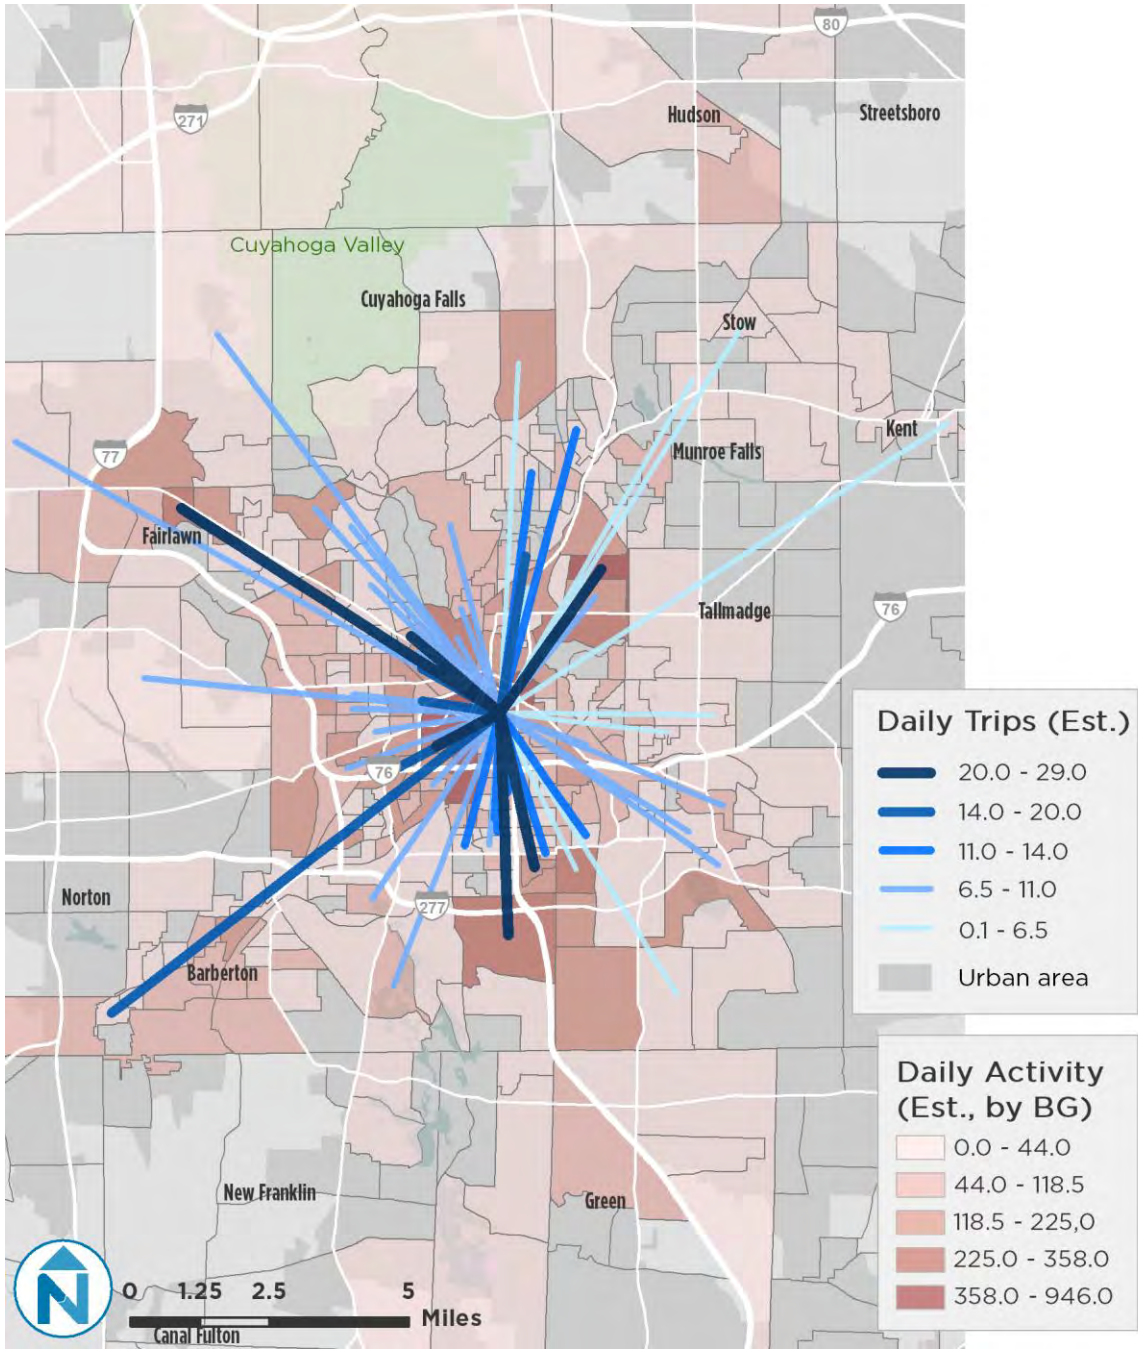 80
271
Hudson
Streetsboro
Cuyahoga Valley
Cuyahoga Falls
Stow
77
Kent
Munroe Falls
Fairlawn
Tallmadge
76
76
Norton
277
Barberton
New Franklin
Green
N
0 1.25 2.5 5
Miles
Canal Fulton
Daily Trips (Est.)
20.0 - 29.0
14.0 - 20.0
11.0 - 14.0
6.5 - 11.0
0.1 - 6.5
Urban area
Daily Activity
(Est., by BG)
0.0 - 44.0
44.0 - 118.5
118.5 - 225,0
225.0 - 358.0
358.0 - 946.0